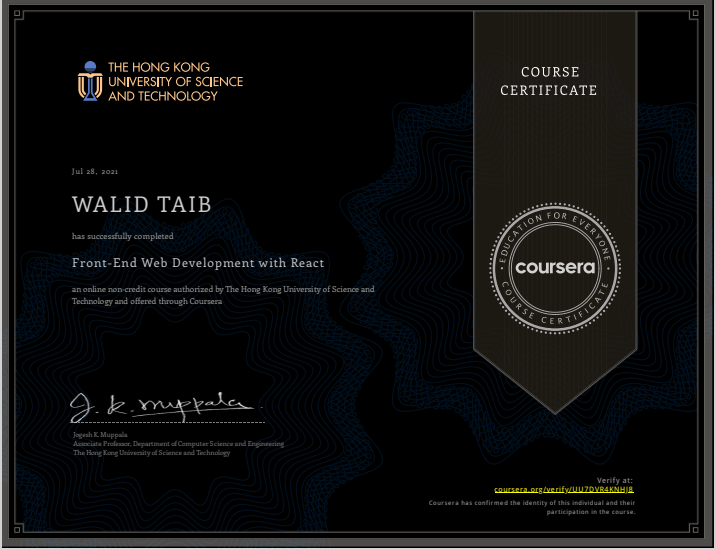 THE HONG KONG
UNIVERSITY OF SCIENCE
AND TECHNOLOGY
COURSE
CERTIFICATE
Jul 28, 2021
WALID TAIB
has successfully completed
Front-End Web Development with React
an online non-credit course authorized by The Hong Kong University of Science and
Technology and offered through Coursera
EDUCATION FOR EVERYONE
coursera
COURSE CERTIFICATE
J. K. Muppala
Jogesh K. Muppala
Associate Professor, Department of Computer Science and Engineering
The Hong Kong University of Science and Technology
Verify at:
coursera.org/verify/UU7DVR4KNHJ8
Coursera has confirmed the identity of this individual and their
participation in the course.